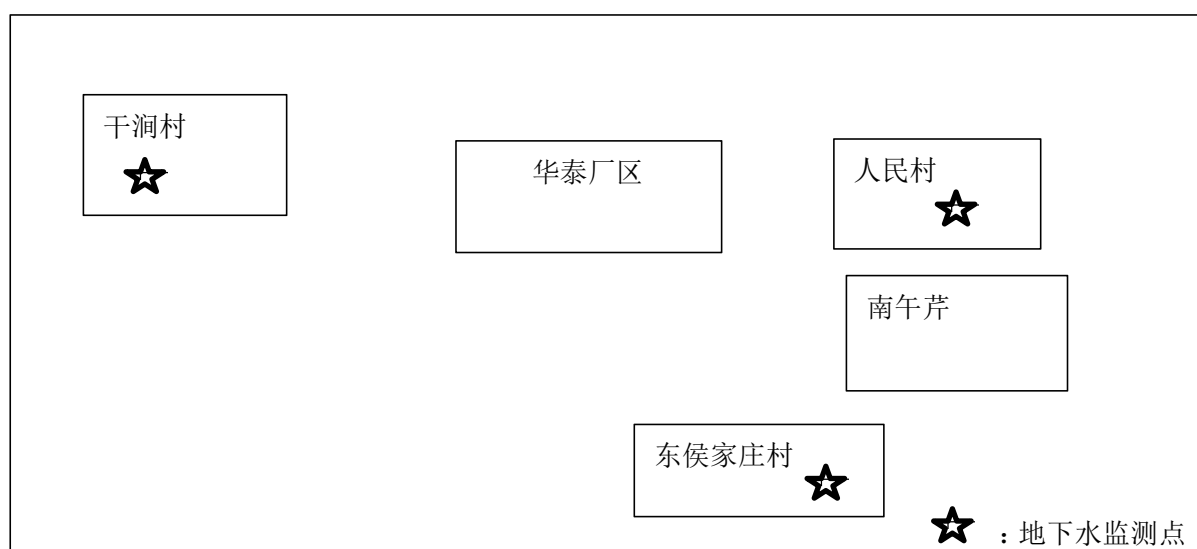 干涧村
华泰厂区
人民村
南午芹
东侯家庄村
：地下水监测点